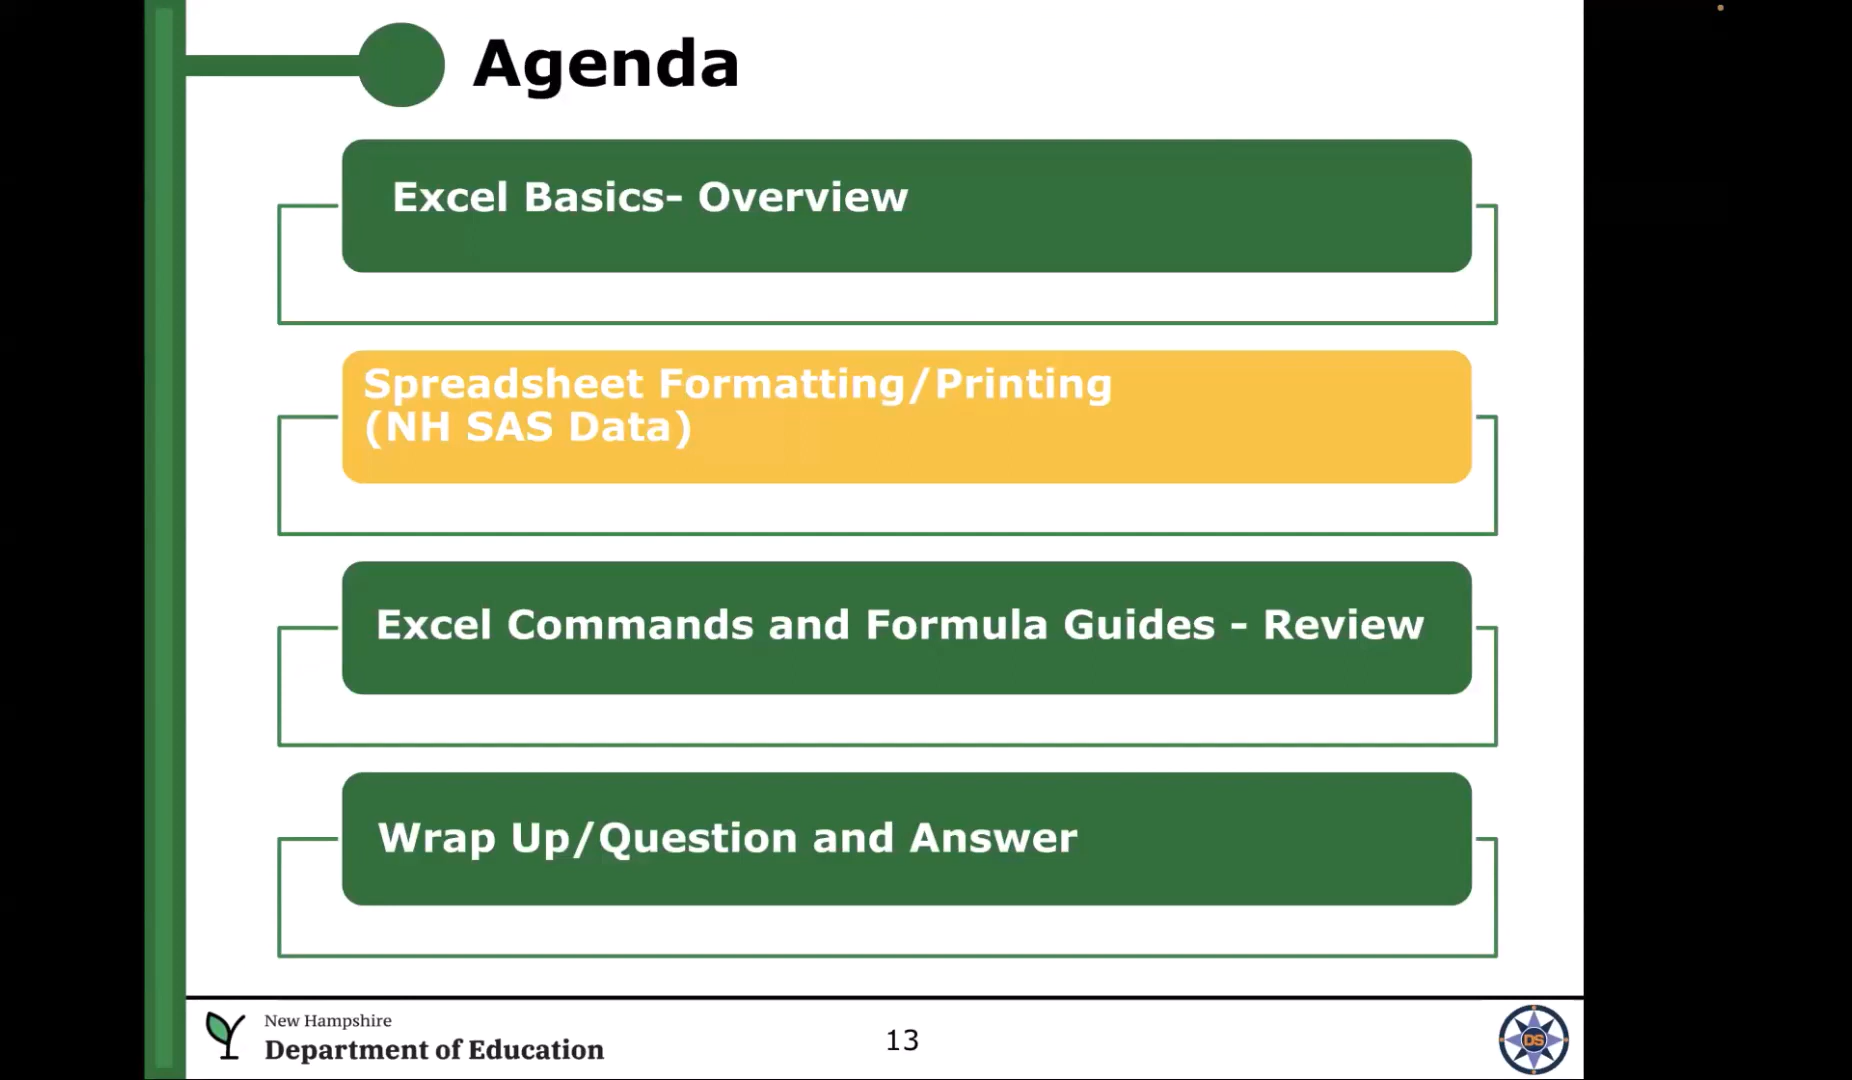 Agenda
Excel Basics- Overview
Spreadsheet Formatting/Printing
(NH SAS Data)
Excel Commands and Formula Guides - Review
Wrap Up/Question and Answer
New Hampshire
Department of Education
13
DS